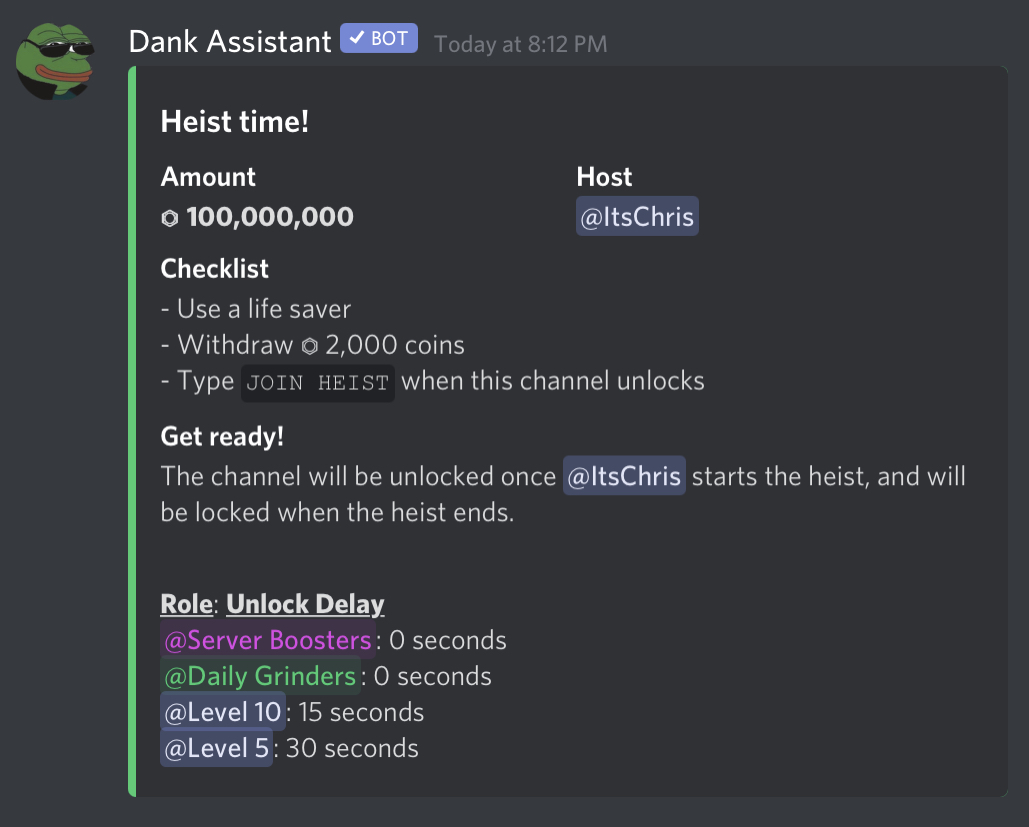 Dank Assistant ✓ BOT Today at 8:12 PM
Heist time!
Amount
100,000,000
Host
@ItsChris
Checklist
- Use a life saver
- Withdraw 2,000 coins
- Type JOIN HEIST when this channel unlocks
Get ready!
The channel will be unlocked once @ItsChris starts the heist, and will
be locked when the heist ends.
Role: Unlock Delay
@Server Boosters: 0 seconds
@Daily Grinders: 0 seconds
@Level 10: 15 seconds
@Level 5: 30 seconds